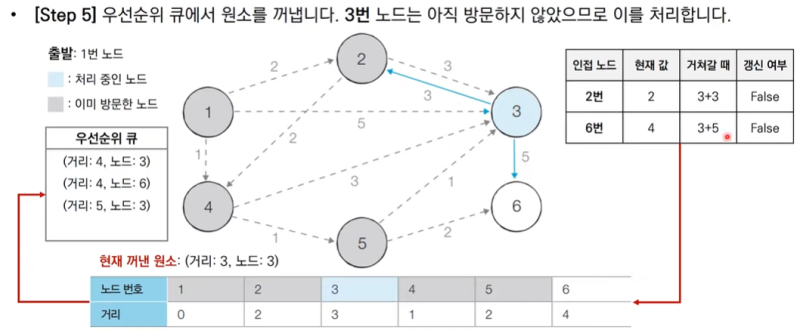 • [Step 5] 우선순위 큐에서 원소를 꺼냅니다. 3번 노드는 아직 방문하지 않았으므로 이를 처리합니다.
출발: 1번 노드
: 처리 중인 노드
: 이미 방문한 노드
우선순위 큐
(거리: 4, 노드: 3)
(거리: 4, 노드: 6)
(거리: 5, 노드: 3)
1
2
3
4
5
6
2
3
3
5
2
1
3
1
5
1
2
인접 노드 현재 값 거쳐갈 때 갱신 여부
2번 2 3+3 False
6번 4 3+5 False
현재 꺼낸 원소: (거리: 3, 노드: 3)
노드 번호 1 2 3 4 5 6
거리 0 2 3 1 2 4